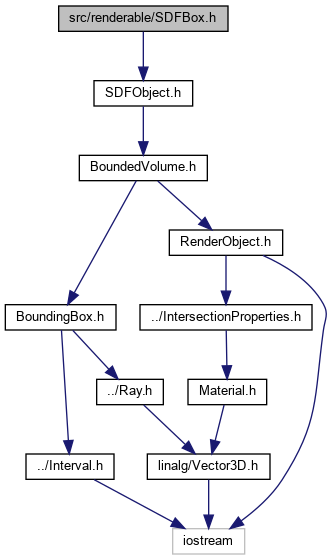 src/renderable/SDFBox.h
SDFObject.h
BoundedVolume.h
RenderObject.h
BoundingBox.h
../IntersectionProperties.h
../Ray.h
Material.h
../Interval.h
linalg/Vector3D.h
iostream